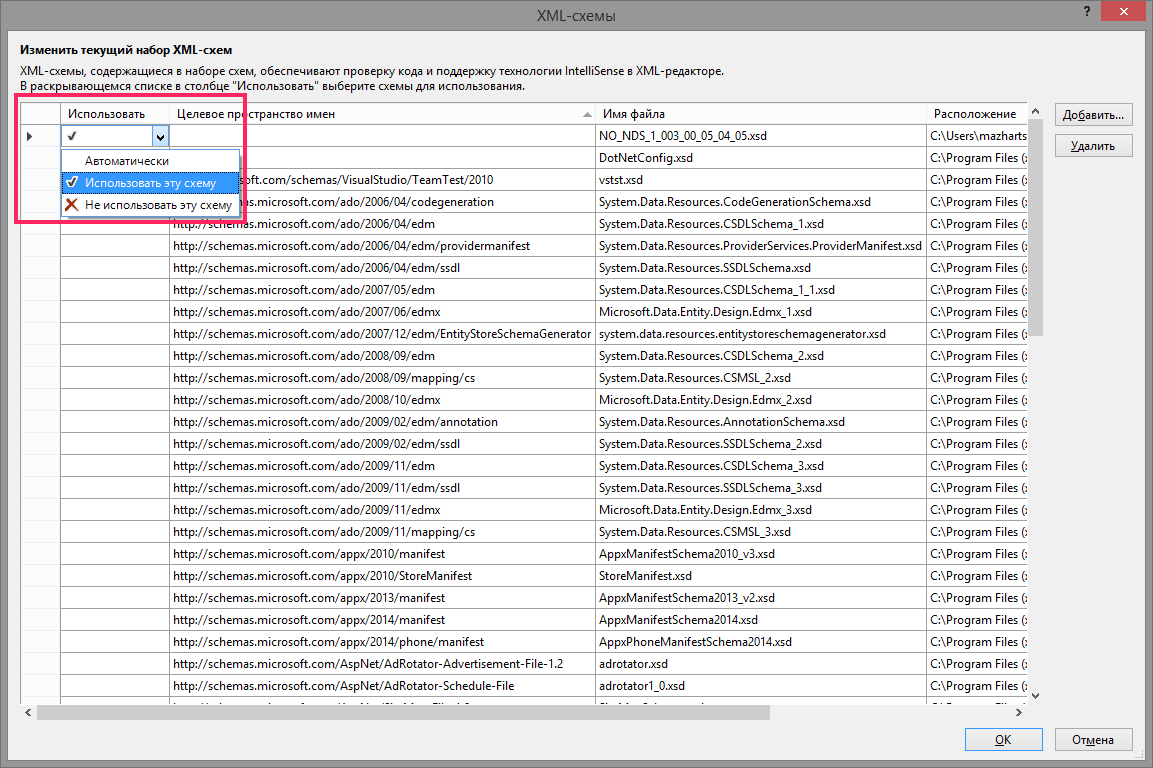 XML-схемы
?
Изменить текущий набор XML-схем
XML-схемы, содержащиеся в наборе схем, обеспечивают проверку кода и поддержку технологии IntelliSense в XML-редакторе.
В раскрывающемся списке в столбце "Использовать" выберите схемы для использования.
Использовать Целевое пространство имен Имя файла Расположение
Добавить...
Удалить
NO_NDS_1_003_00_05_04_05.xsd C:\Users\mazharts
Автоматически
Использовать эту схему
Не использовать эту схему
DotNetConfig.xsd C:\Program Files (
osoft.com/schemas/VisualStudio/TeamTest/2010 vstst.xsd C:\Program Files (
ado/2006/04/codegeneration System.Data.Resources.CodeGenerationSchema.xsd C:\Program Files (
http://schemas.microsoft.com/ado/2006/04/edm System.Data.Resources.CSDLSchema_1.xsd C:\Program Files (
http://schemas.microsoft.com/ado/2006/04/edm/providermanifest System.Data.Resources.ProviderServices.ProviderManifest.xsd C:\Program Files (
http://schemas.microsoft.com/ado/2006/04/edm/ssdl System.Data.Resources.SSDLSchema.xsd C:\Program Files (
http://schemas.microsoft.com/ado/2007/05/edm System.Data.Resources.CSDLSchema_1_1.xsd C:\Program Files (
http://schemas.microsoft.com/ado/2007/06/edmx Microsoft.Data.Entity.Design.Edmx_1.xsd C:\Program Files (
http://schemas.microsoft.com/ado/2007/12/edm/EntityStoreSchemaGenerator system.data.resources.entitystoreschemagenerator.xsd C:\Program Files (
http://schemas.microsoft.com/ado/2008/09/edm System.Data.Resources.CSDLSchema_2.xsd C:\Program Files (
http://schemas.microsoft.com/ado/2008/09/mapping/cs System.Data.Resources.CSMSL_2.xsd C:\Program Files (
http://schemas.microsoft.com/ado/2008/10/edmx Microsoft.Data.Entity.Design.Edmx_2.xsd C:\Program Files (
http://schemas.microsoft.com/ado/2009/02/edm/annotation System.Data.Resources.AnnotationSchema.xsd C:\Program Files (
http://schemas.microsoft.com/ado/2009/02/edm/ssdl System.Data.Resources.SSDLSchema_2.xsd C:\Program Files (
http://schemas.microsoft.com/ado/2009/11/edm System.Data.Resources.CSDLSchema_3.xsd C:\Program Files (
http://schemas.microsoft.com/ado/2009/11/edm/ssdl System.Data.Resources.SSDLSchema_3.xsd C:\Program Files (
http://schemas.microsoft.com/ado/2009/11/edmx Microsoft.Data.Entity.Design.Edmx_3.xsd C:\Program Files (
http://schemas.microsoft.com/ado/2009/11/mapping/cs System.Data.Resources.CSMSL_3.xsd C:\Program Files (
http://schemas.microsoft.com/appx/2010/manifest AppxManifestSchema2010_v3.xsd C:\Program Files (
http://schemas.microsoft.com/appx/2010/StoreManifest StoreManifest.xsd C:\Program Files (
http://schemas.microsoft.com/appx/2013/manifest AppxManifestSchema2013_v2.xsd C:\Program Files (
http://schemas.microsoft.com/appx/2014/manifest AppxManifestSchema2014.xsd C:\Program Files (
http://schemas.microsoft.com/appx/2014/phone/manifest AppxPhoneManifestSchema2014.xsd C:\Program Files (
http://schemas.microsoft.com/AspNet/AdRotator-Advertisement-File-1.2 adrotator.xsd C:\Program Files (
http://schemas.microsoft.com/AspNet/AdRotator-Schedule-File adrotator1_0.xsd C:\Program Files (
ОК
Отмена